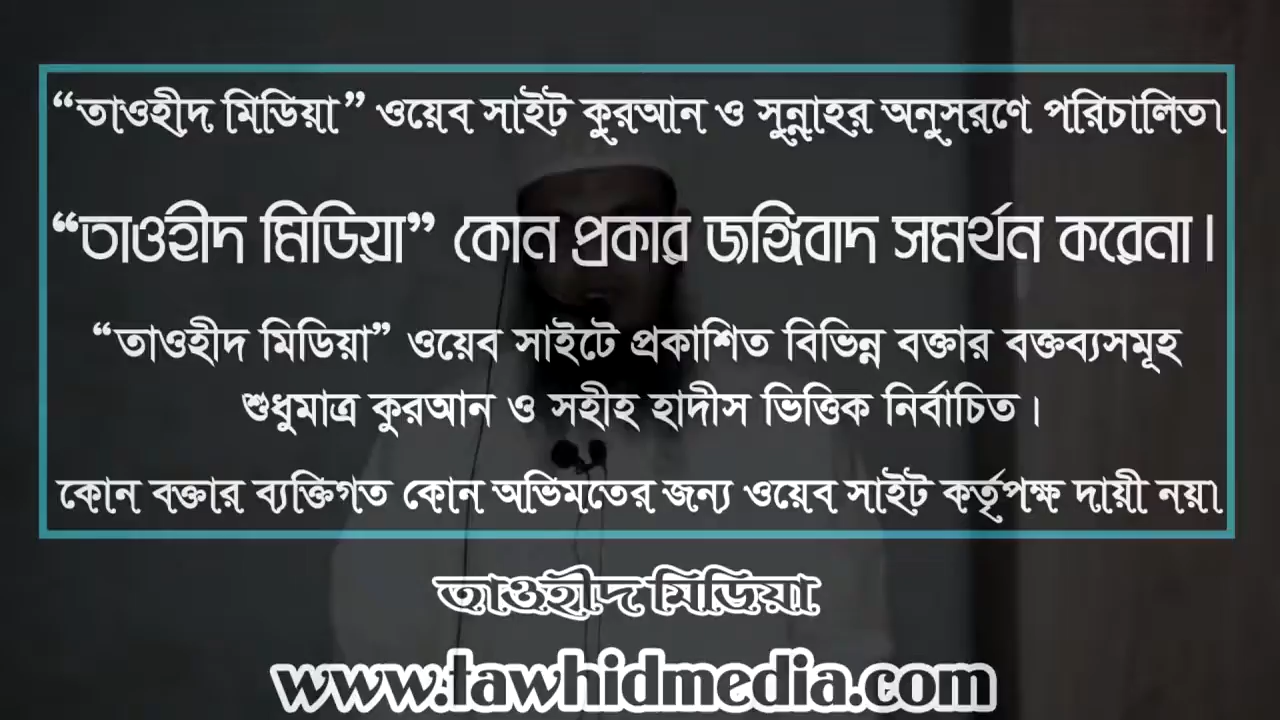 “তাওহীদ মিডিয়া” ওয়েব সাইট কুরআন ও সুন্নাহর অনুসরণে পরিচালিত।
“তাওহীদ মিডিয়া” কোন প্রকার জঙ্গিবাদ সমর্থন করেনা।
“তাওহীদ মিডিয়া” ওয়েব সাইটে প্রকাশিত বিভিন্ন বক্তার বক্তব্যসমূহ
শুধুমাত্র কুরআন ও সহীহ হাদীস ভিত্তিক নির্বাচিত।
কোন বক্তার ব্যক্তিগত কোন অভিমতের জন্য ওয়েব সাইট কর্তৃপক্ষ দায়ী নয়।
তাওহীদ মিডিয়া
www.tawhidmedia.com